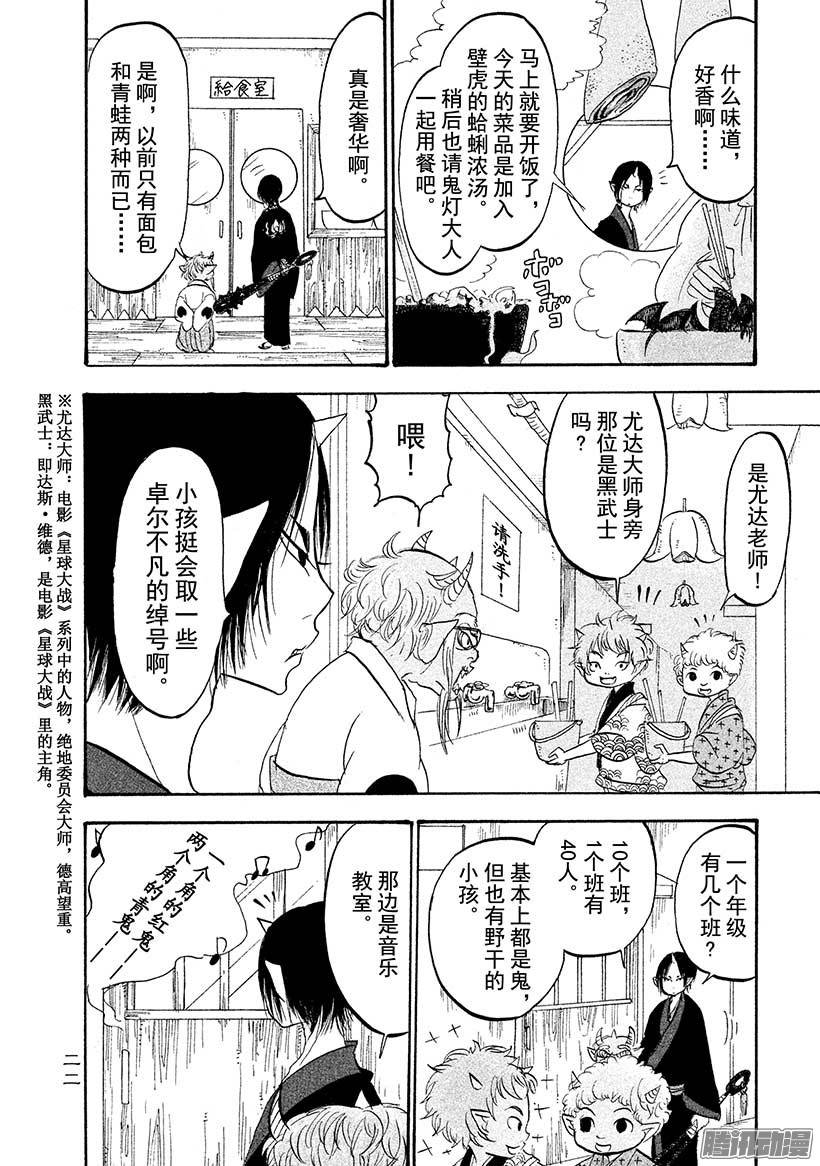 什么味道，
好香啊……
马上就要开饭了，
今天的菜品是加入
壁虎的蛤蜊浓汤。
稍后也请鬼灯大人
一起用餐吧。
ボコ
ボコ
真是奢华
啊。
給食室
是啊，以前只有面包
和青蛙两种而已……
是尤达老师！
尤达大师身旁
那位是黑武士
吗？
喂！
请洗手！
小孩挺会取一些
卓尔不凡的绰号啊。
※尤达大师：电影《星球大战》系列中的人物，绝地委员会大师，德高望重。
黑武士：即达斯·维德，是电影《星球大战》里的主角。
一个年级
有几个班？
10个班，
1个班有
40人。
基本上都是鬼，
但也有野干的
小孩。
那边是音乐
教室。
一个角的红鬼——
两个角的青鬼——
二二
腾讯动漫